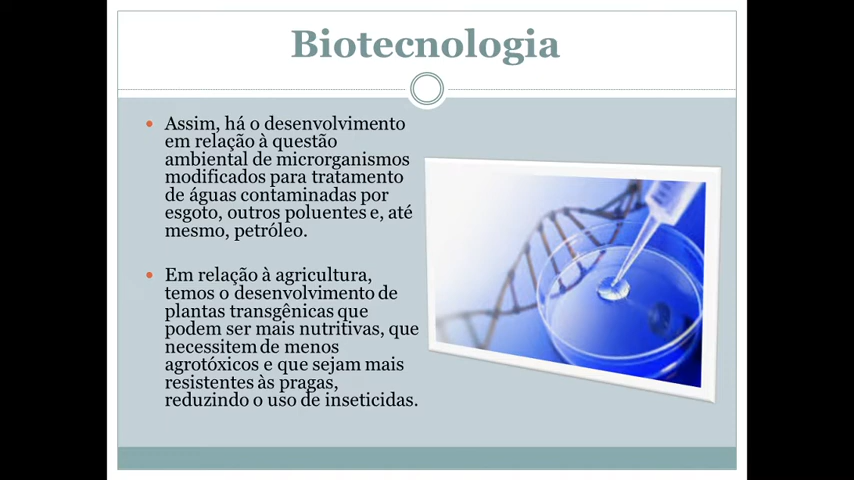 Biotecnologia
Assim, há o desenvolvimento
em relação à questão
ambiental de microrganismos
modificados para tratamento
de águas contaminadas por
esgoto, outros poluentes e, até
mesmo, petróleo.
Em relação à agricultura,
temos o desenvolvimento de
plantas transgênicas que
podem ser mais nutritivas, que
necessitem de menos
agrotóxicos e que sejam mais
resistentes às pragas,
reduzindo o uso de inseticidas.